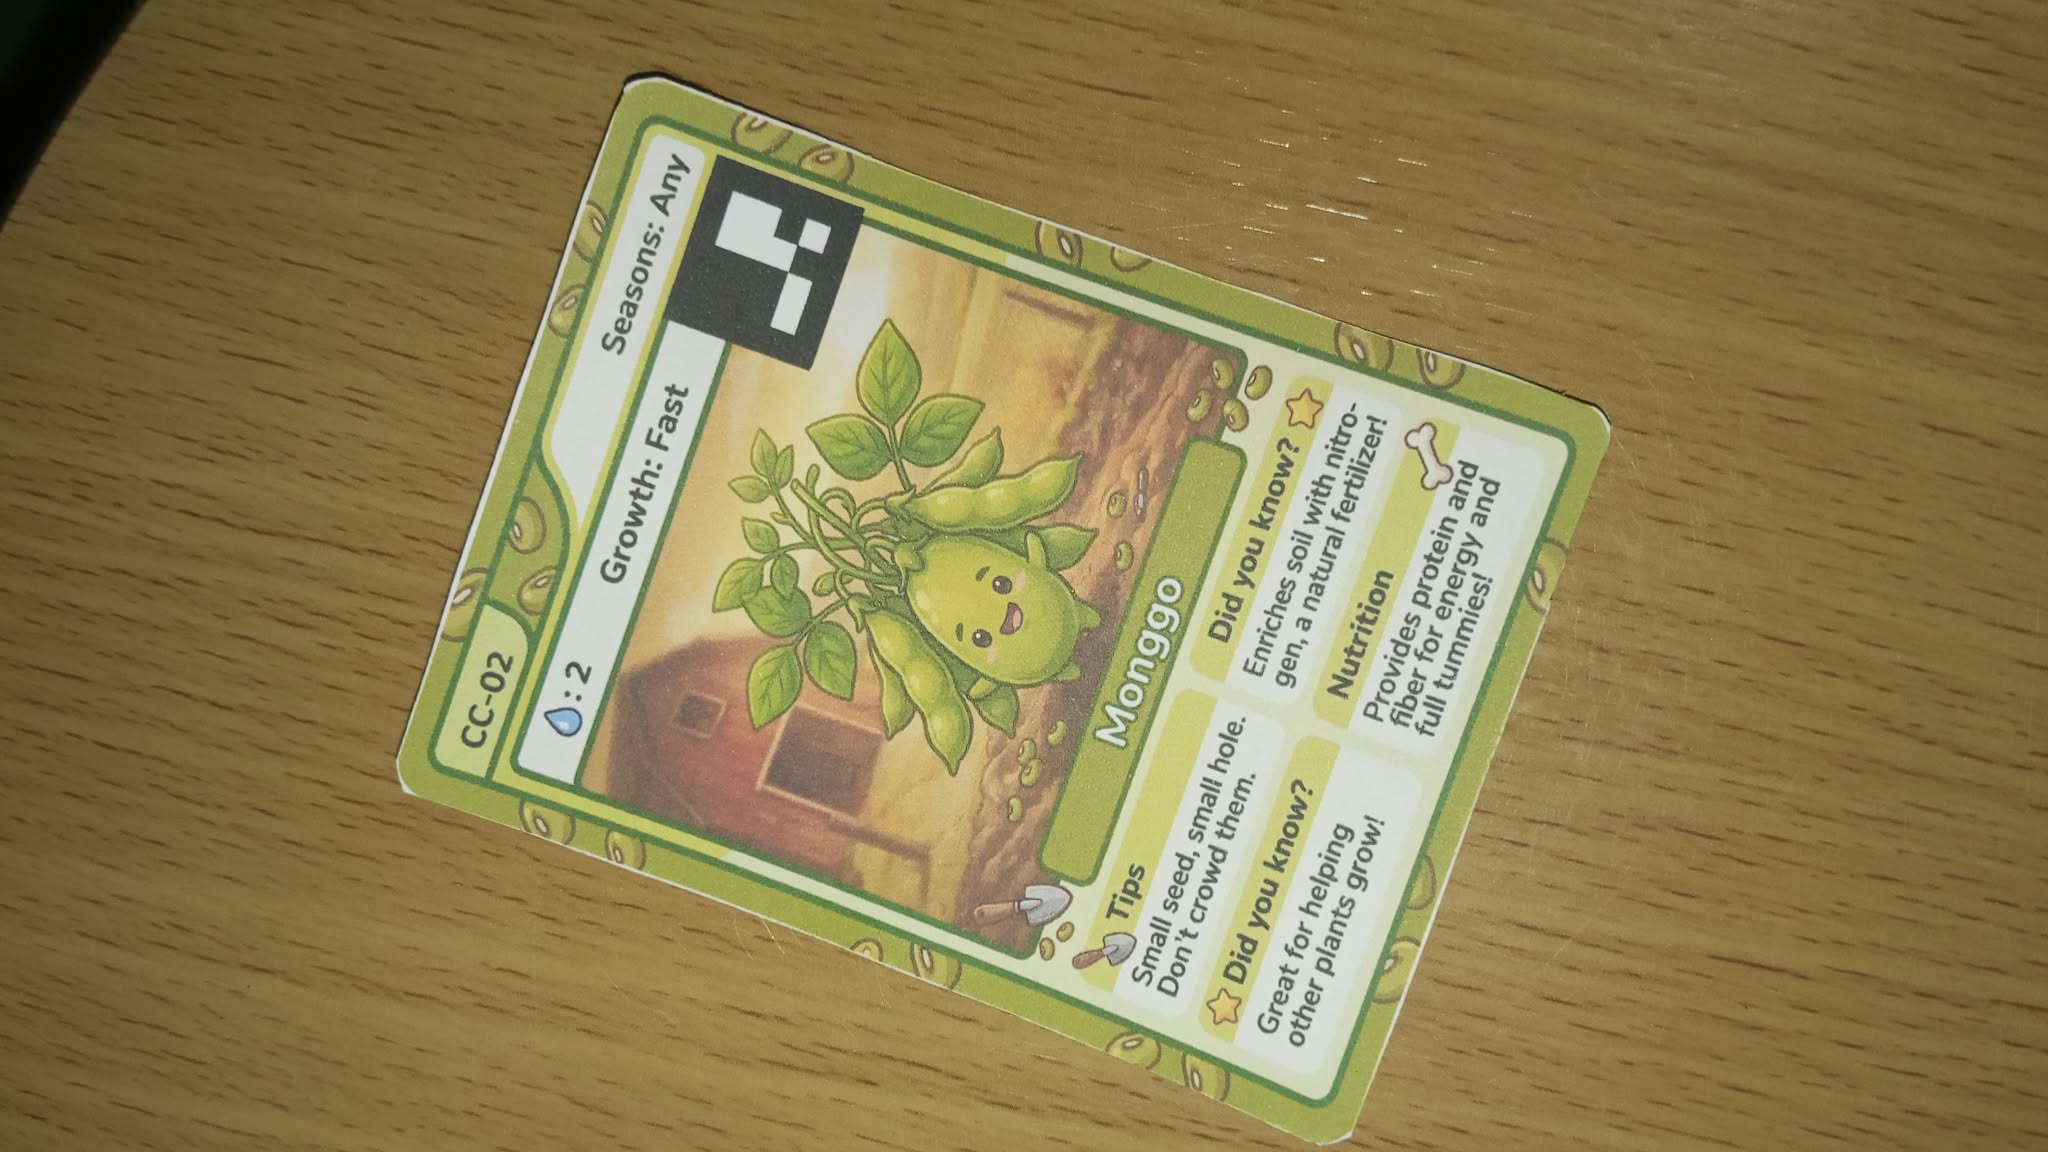 CC-02
Seasons: Any
: 2
Growth: Fast
Monggo
Tips
Small seed, small hole.
Don't crowd them.
Did you know?
Enriches soil with nitro-
gen, a natural fertilizer!
Did you know?
Great for helping
other plants grow!
Nutrition
Provides protein and
fiber for energy and
full tummies!